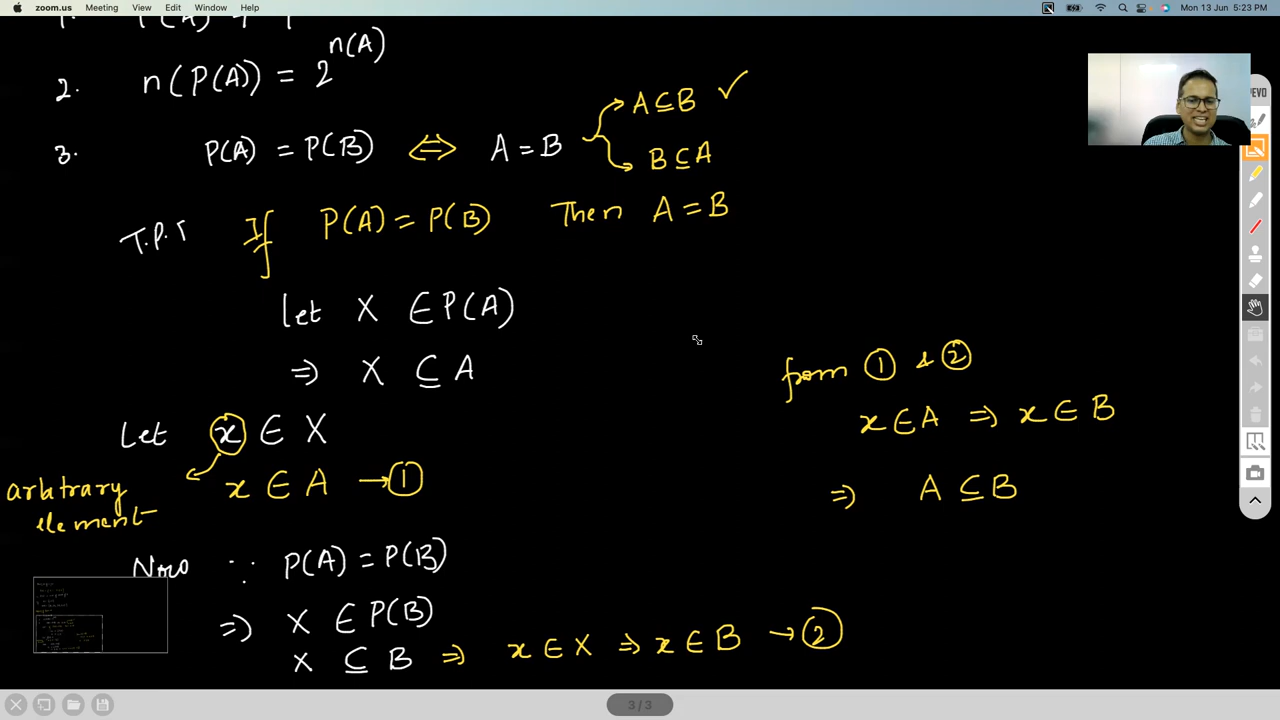 zoom.us Meeting View Edit Window Help Mon 13 Jun 5:23 PM
2. n(P(A)) = 2^n(A)
A ⊆ B ✓
3. P(A) = P(B) ⇔ A = B
B ⊆ A
T.P.T If P(A) = P(B) Then A = B
let X ∈ P(A)
⇒ X ⊆ A
Let x ∈ X
x ∈ A → ①
arbitrary
element
Now ∵ P(A) = P(B)
⇒ X ∈ P(B)
X ⊆ B ⇒ x ∈ X ⇒ x ∈ B → ②
from ① & ②
x ∈ A ⇒ x ∈ B
⇒ A ⊆ B
3 / 3